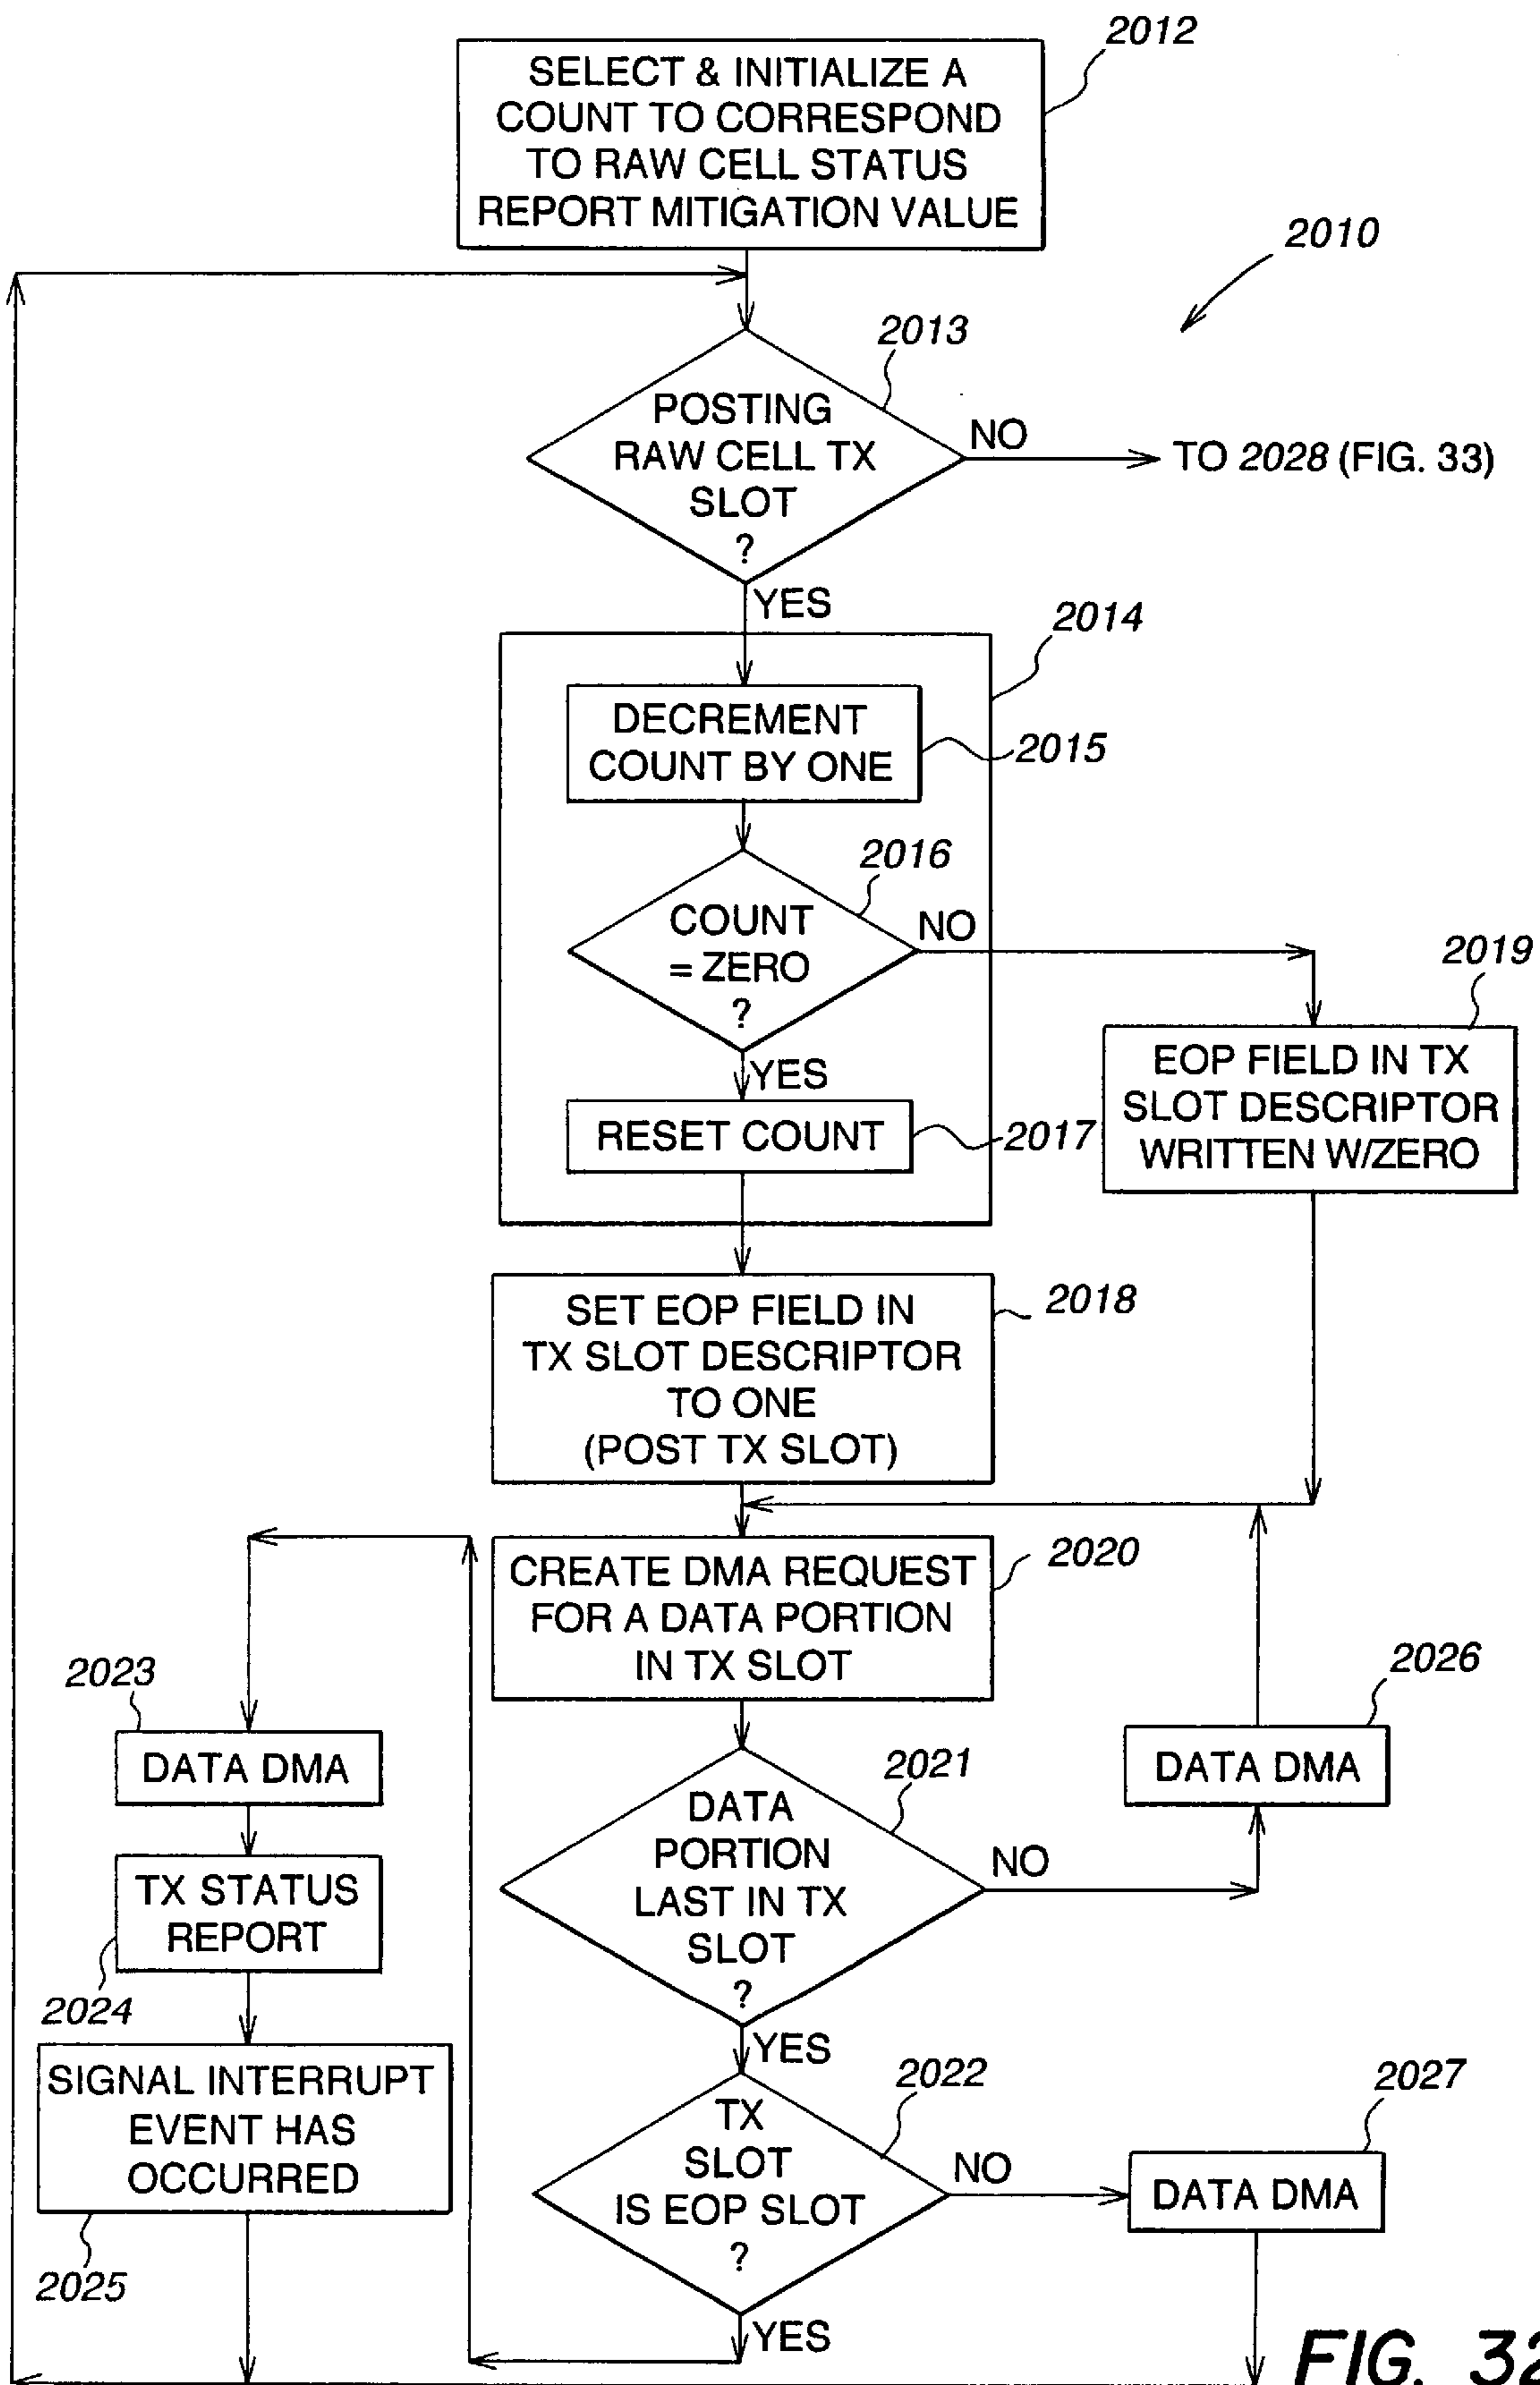 2012
SELECT & INITIALIZE A
COUNT TO CORRESPOND
TO RAW CELL STATUS
REPORT MITIGATION VALUE
2010
2013
POSTING
RAW CELL TX
SLOT
?
NO
TO 2028 (FIG. 33)
YES
2014
DECREMENT
COUNT BY ONE
2015
2016
COUNT
= ZERO
?
NO
2019
EOP FIELD IN TX
SLOT DESCRIPTOR
WRITTEN W/ZERO
YES
RESET COUNT
2017
SET EOP FIELD IN
TX SLOT DESCRIPTOR
TO ONE
(POST TX SLOT)
2018
CREATE DMA REQUEST
FOR A DATA PORTION
IN TX SLOT
2020
2023
DATA DMA
2026
DATA DMA
2021
DATA
PORTION
LAST IN TX
SLOT
?
NO
TX STATUS
REPORT
2024
YES
SIGNAL INTERRUPT
EVENT HAS
OCCURRED
2025
2022
TX
SLOT
IS EOP SLOT
?
NO
2027
DATA DMA
YES
FIG. 32